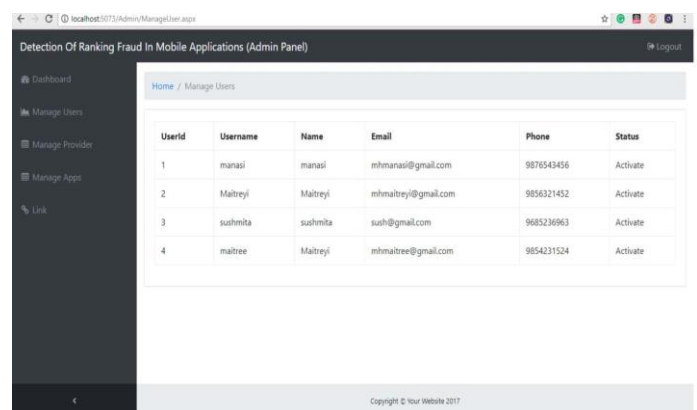 localhost:5073/Admin/ManageUser.aspx
Detection Of Ranking Fraud In Mobile Applications (Admin Panel)
Logout
Dashboard
Manage Users
Manage Provider
Manage Apps
Link
Home / Manage Users
UserId Username Name Email Phone Status
1 manasi manasi mhmanasi@gmail.com 9876543456 Activate
2 Maitreyi Maitreyi mhmaitreyi@gmail.com 9856321452 Activate
3 sushmita sushmita sush@gmail.com 9685236963 Activate
4 maitree Maitreyi mhmaitree@gmail.com 9854231524 Activate
Copyright © Your Website 2017